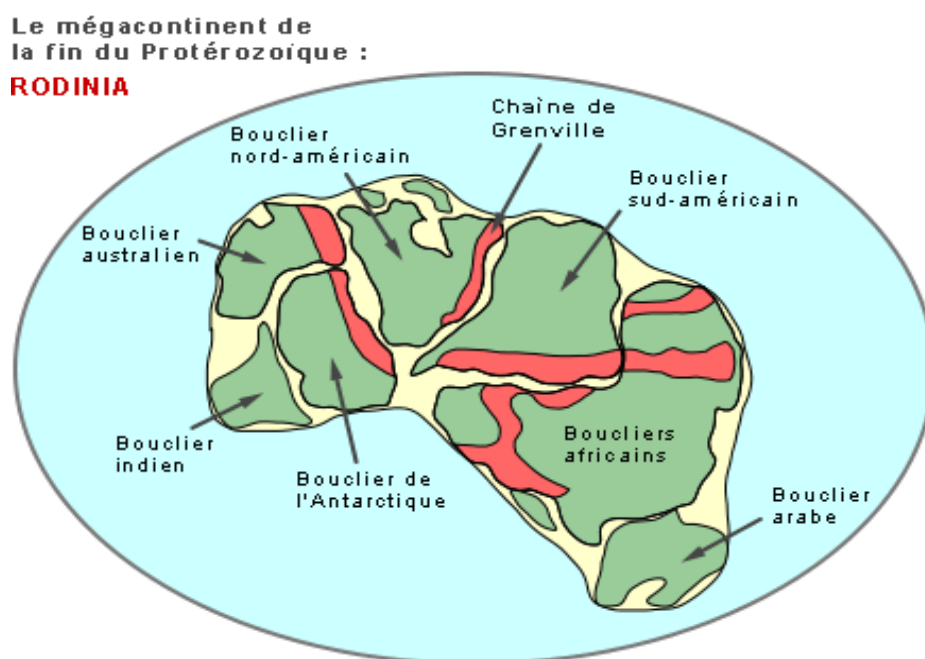 Le mégacontinent de
la fin du Protérozoïque :
RODINIA
Chaîne de
Grenville
Bouclier
nord-américain
Bouclier
sud-américain
Bouclier
australien
Boucliers
africains
Bouclier
indien
Bouclier de
l'Antarctique
Bouclier
arabe